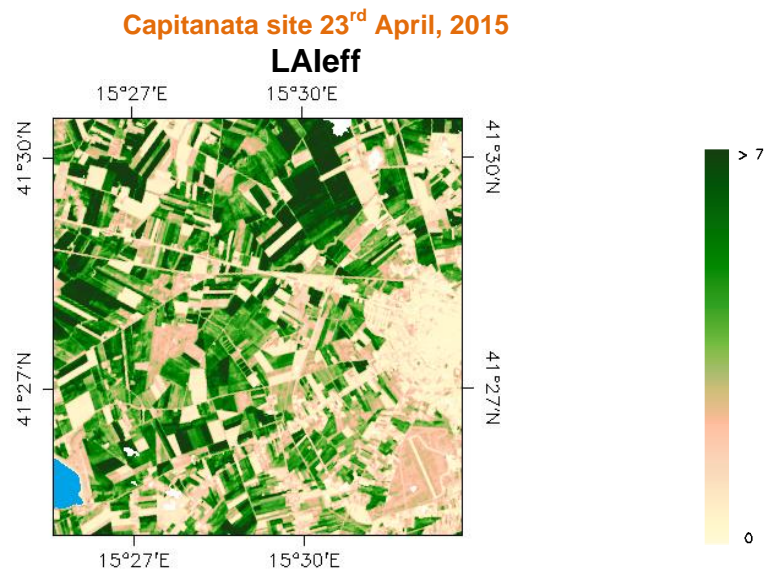 Capitanata site 23rd April, 2015
LAIeff
15°27'E 15°30'E
41°30'N 41°30'N
> 7
41°27'N 41°27'N
0
15°27'E 15°30'E